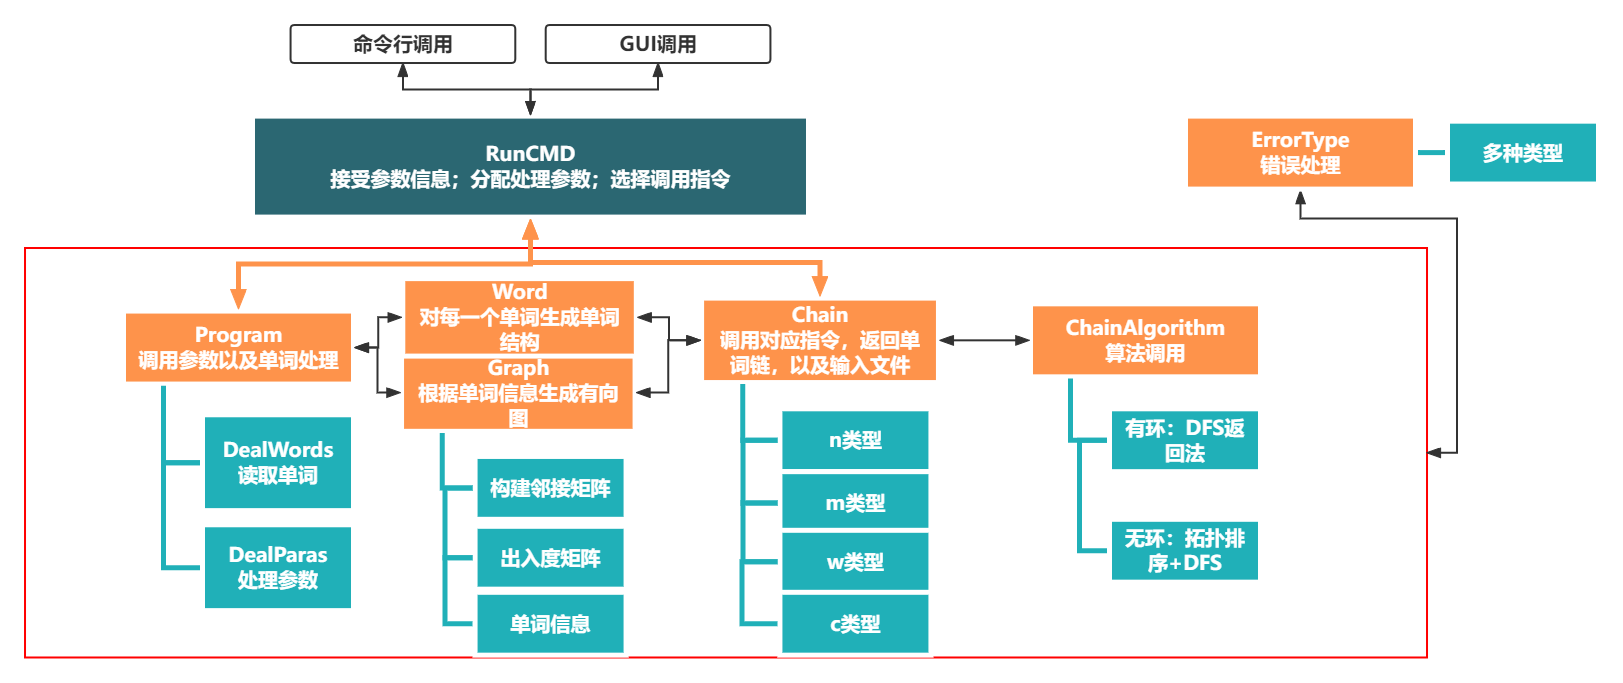 命令行调用
GUI调用
RunCMD
接受参数信息；分配处理参数；选择调用指令
ErrorType
错误处理
多种类型
Program
调用参数以及单词处理
DealWords
读取单词
DealParas
处理参数
Word
对每一个单词生成单词
结构
Graph
根据单词信息生成有向
图
构建邻接矩阵
出入度矩阵
单词信息
Chain
调用对应指令，返回单
词链，以及输入文件
n类型
m类型
w类型
c类型
ChainAlgorithm
算法调用
有环：DFS返
回法
无环：拓扑排
序+DFS